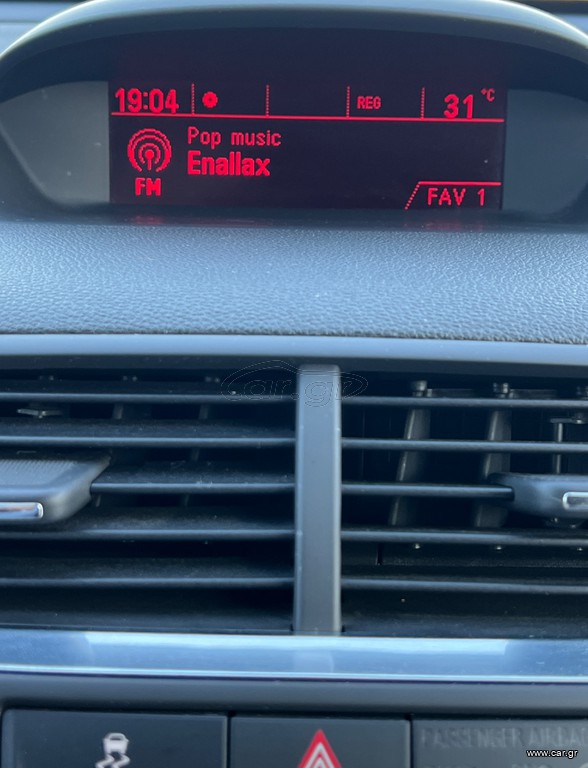 19:04 REG 31 °C
Pop music
Enallax
FM
FAV 1
car.gr
PASSENGER AIRBAG
www.car.gr